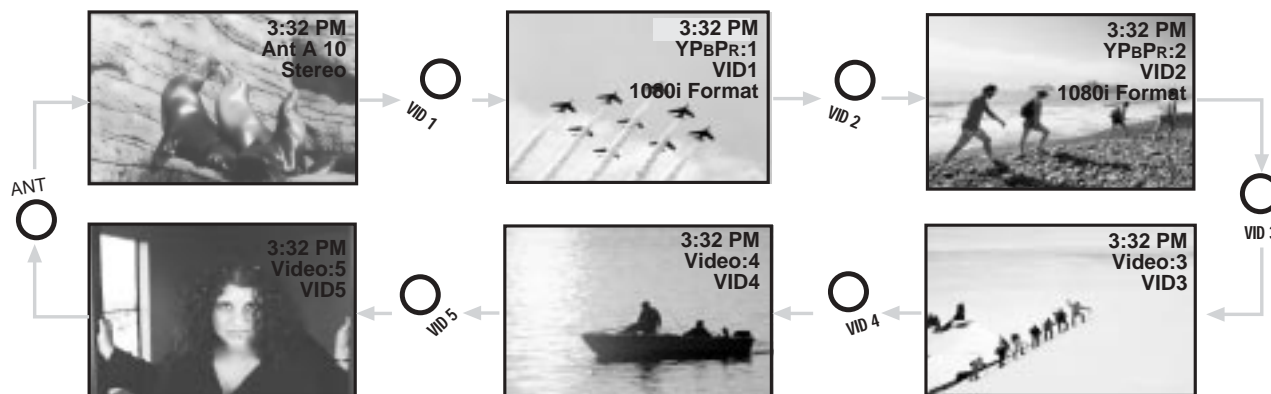 3:32 PM
Ant A 10
Stereo
VID 1
3:32 PM
YPBPR:1
VID1
1080i Format
VID 2
3:32 PM
YPBPR:2
VID2
1080i Format
VID 3
3:32 PM
Video:3
VID3
VID 4
3:32 PM
Video:4
VID4
VID 5
3:32 PM
Video:5
VID5
ANT